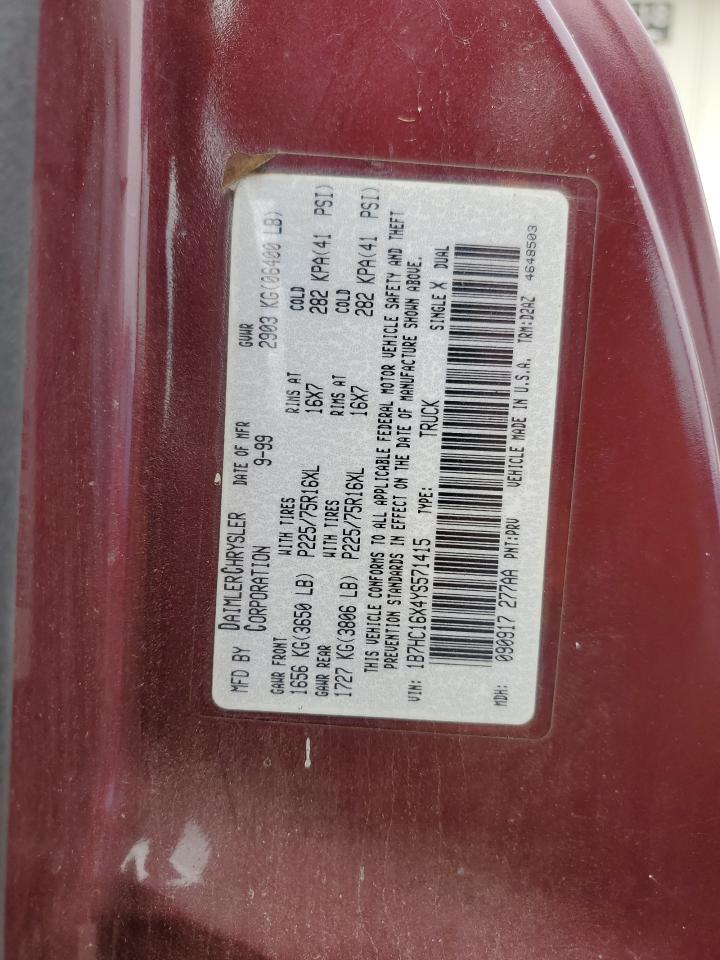 MFD BY DAIMLERCHRYSLER CORPORATION DATE OF MFR 9-99 GVWR 2903 KG(06400 LB)
GAWR FRONT WITH TIRES RIMS AT COLD
1656 KG(3650 LB) P225/75R16XL 16X7 282 KPA(41 PSI)
GAWR REAR WITH TIRES RIMS AT COLD
1727 KG(3806 LB) P225/75R16XL 16X7 282 KPA(41 PSI)
THIS VEHICLE CONFORMS TO ALL APPLICABLE FEDERAL MOTOR VEHICLE SAFETY AND THEFT
PREVENTION STANDARDS IN EFFECT ON THE DATE OF MANUFACTURE SHOWN ABOVE.
VIN: 1B7HC16X4YS571415 TYPE: TRUCK SINGLE X DUAL
MDH: 090917 277AA PNT:PRV VEHICLE MADE IN U.S.A. TRM:D2AZ 4648503